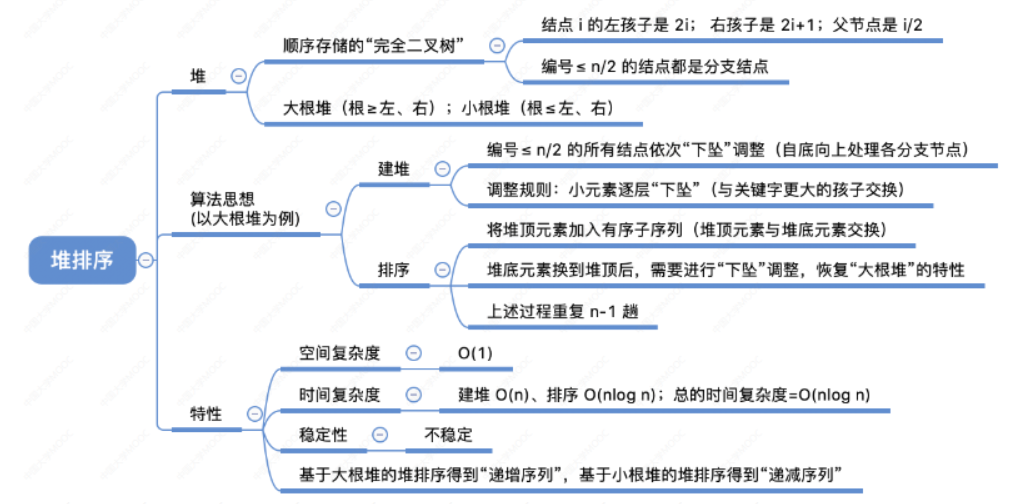 堆排序
堆
顺序存储的“完全二叉树”
结点 i 的左孩子是 2i； 右孩子是 2i+1；父节点是 i/2
编号≤ n/2 的结点都是分支结点
大根堆（根≥左、右）；小根堆（根≤左、右）
算法思想
(以大根堆为例)
建堆
编号≤ n/2 的所有结点依次“下坠”调整（自底向上处理各分支节点）
调整规则：小元素逐层“下坠”（与关键字更大的孩子交换）
排序
将堆顶元素加入有序子序列（堆顶元素与堆底元素交换）
堆底元素换到堆顶后，需要进行“下坠”调整，恢复“大根堆”的特性
上述过程重复 n-1 趟
特性
空间复杂度
O(1)
时间复杂度
建堆 O(n)、排序 O(nlog n)；总的时间复杂度=O(nlog n)
稳定性
不稳定
基于大根堆的堆排序得到“递增序列”，基于小根堆的堆排序得到“递减序列”